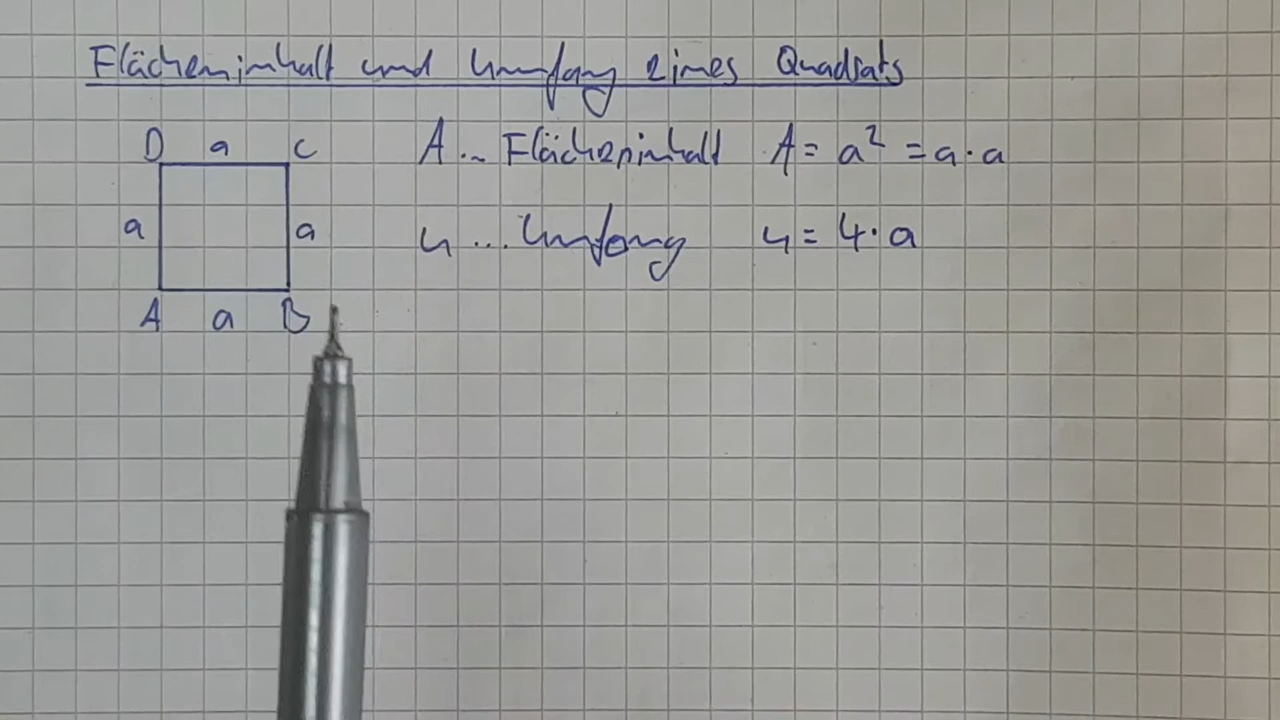 Flächeninhalt und Umfang eines Quadrats
D a C
A ... Flächeninhalt A = a² = a · a
a a
u ... Umfang u = 4 · a
A a B